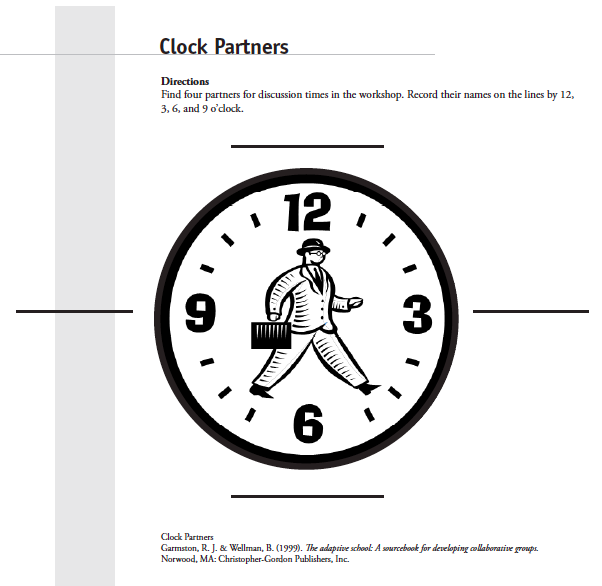 Clock Partners
Directions
Find four partners for discussion times in the workshop. Record their names on the lines by 12,
3, 6, and 9 o'clock.
12
9
3
6
Clock Partners
Garmston, R. J. & Wellman, B. (1999). The adaptive school: A sourcebook for developing collaborative groups.
Norwood, MA: Christopher-Gordon Publishers, Inc.